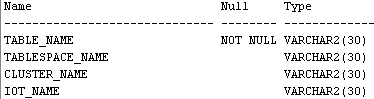 Name                           Null     Type
------------------------------ -------- ------------
TABLE_NAME                     NOT NULL VARCHAR2(30)
TABLESPACE_NAME                         VARCHAR2(30)
CLUSTER_NAME                            VARCHAR2(30)
IOT_NAME                                VARCHAR2(30)